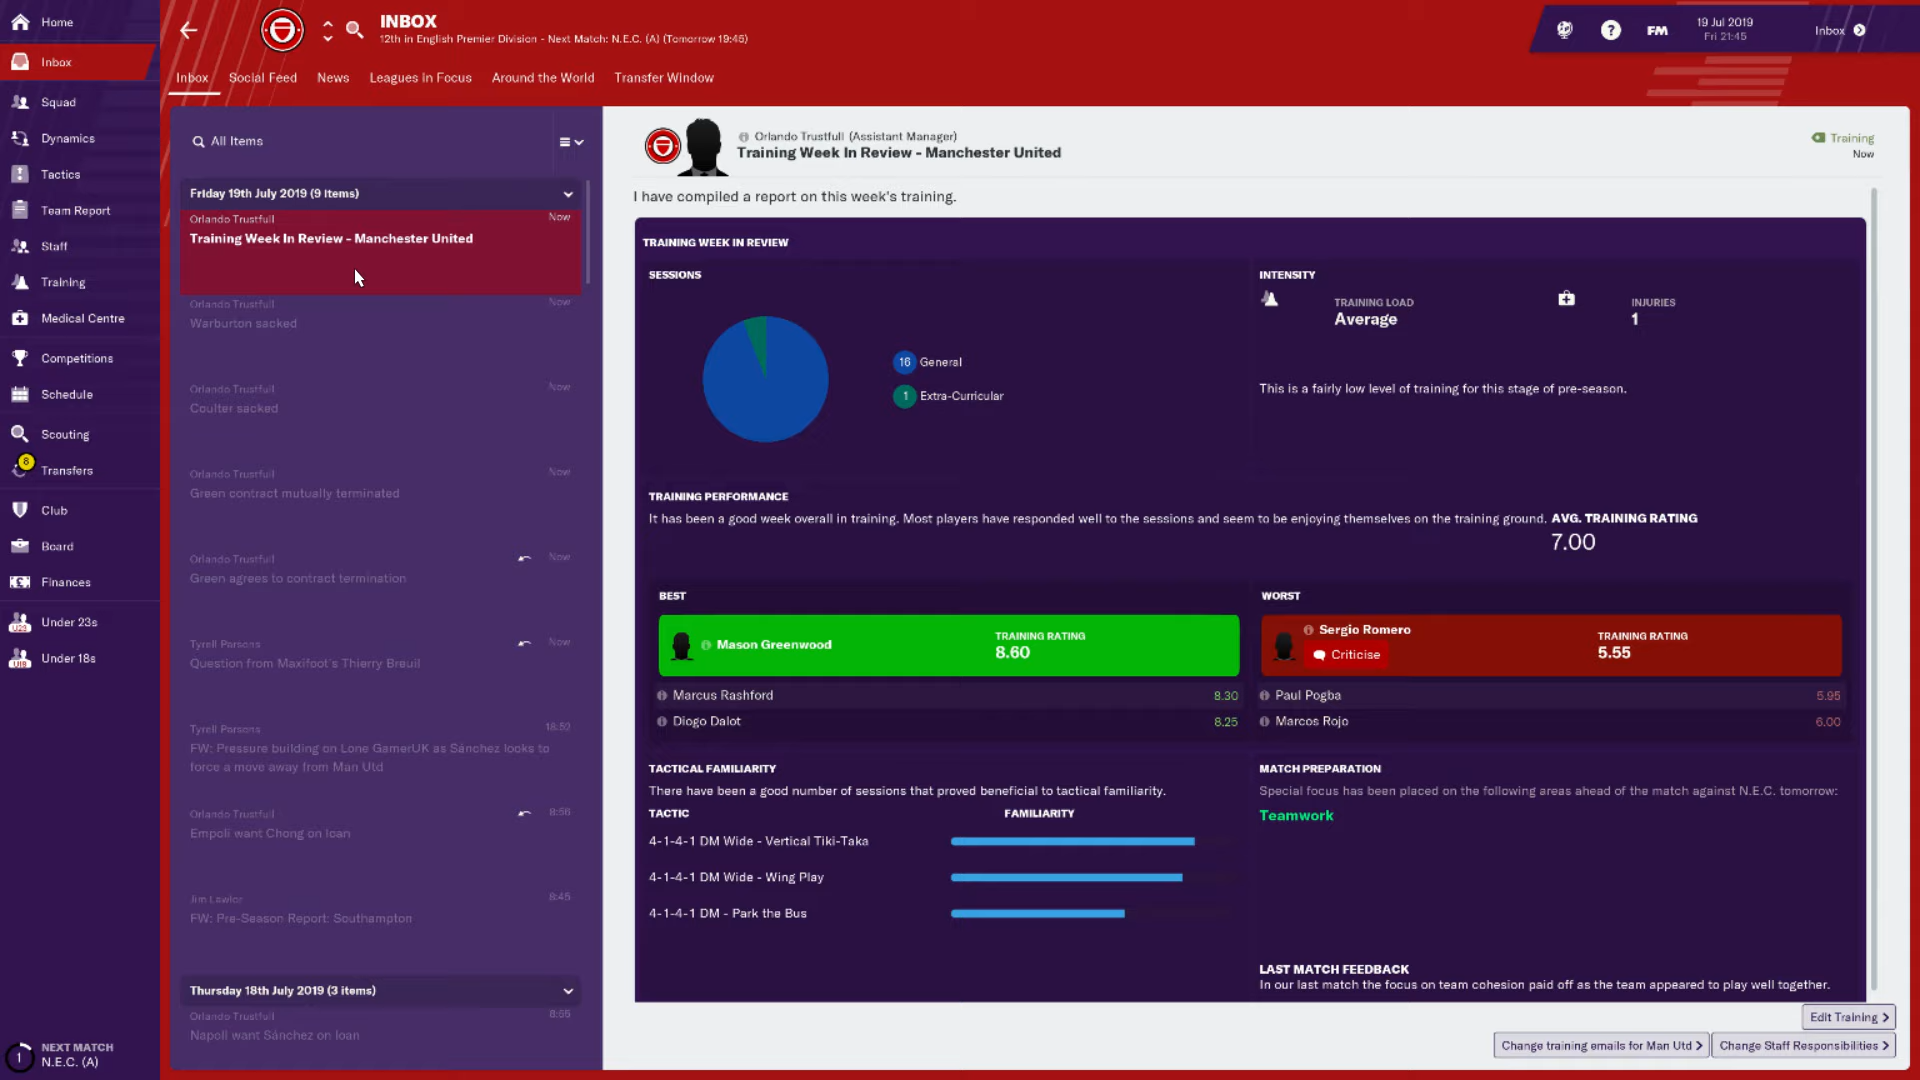 Home
Inbox
Squad
Dynamics
Tactics
Team Report
Staff
Training
Medical Centre
Competitions
Schedule
Scouting
6
Transfers
Club
Board
Finances
U23
Under 23s
U18
Under 18s
1
NEXT MATCH
N.E.C. (A)
INBOX
12th in English Premier Division - Next Match: N.E.C. (A) (Tomorrow 19:45)
?
FM
19 Jul 2019
Fri 21:45
Inbox
Inbox
Social Feed
News
Leagues In Focus
Around the World
Transfer Window
All Items
Friday 19th July 2019 (9 items)
Orlando Trustfull
Now
Training Week In Review - Manchester United
Orlando Trustfull
Now
Warburton sacked
Orlando Trustfull
Now
Coulter sacked
Orlando Trustfull
Now
Green contract mutually terminated
Orlando Trustfull
Now
Green agrees to contract termination
Tyrell Parsons
Now
Question from Maxifoot's Thierry Breuil
Tyrell Parsons
18:52
FW: Pressure building on Lone GamerUK as Sánchez looks to
force a move away from Man Utd
Orlando Trustfull
8:56
Empoli want Chong on loan
Jim Lawlor
8:45
FW: Pre-Season Report: Southampton
Thursday 18th July 2019 (3 items)
Orlando Trustfull
8:55
Napoli want Sánchez on loan
Orlando Trustfull (Assistant Manager)
Training Week In Review - Manchester United
Training
Now
I have compiled a report on this week's training.
TRAINING WEEK IN REVIEW
SESSIONS
16 General
1 Extra-Curricular
INTENSITY
TRAINING LOAD
Average
INJURIES
1
This is a fairly low level of training for this stage of pre-season.
TRAINING PERFORMANCE
It has been a good week overall in training. Most players have responded well to the sessions and seem to be enjoying themselves on the training ground.
AVG. TRAINING RATING
7.00
BEST
Mason Greenwood
TRAINING RATING
8.60
Marcus Rashford 8.30
Diogo Dalot 8.25
WORST
Sergio Romero
Criticise
TRAINING RATING
5.55
Paul Pogba 5.95
Marcos Rojo 6.00
TACTICAL FAMILIARITY
There have been a good number of sessions that proved beneficial to tactical familiarity.
TACTIC FAMILIARITY
4-1-4-1 DM Wide - Vertical Tiki-Taka
4-1-4-1 DM Wide - Wing Play
4-1-4-1 DM - Park the Bus
MATCH PREPARATION
Special focus has been placed on the following areas ahead of the match against N.E.C. tomorrow:
Teamwork
LAST MATCH FEEDBACK
In our last match the focus on team cohesion paid off as the team appeared to play well together.
Edit Training
Change training emails for Man Utd
Change Staff Responsibilities